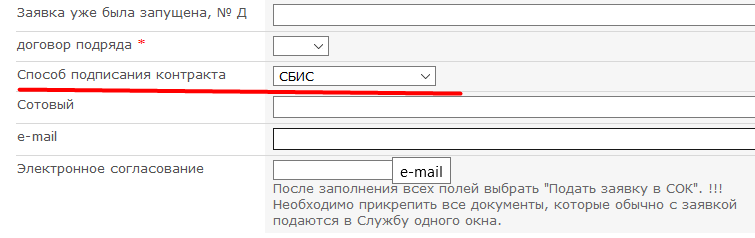 Заявка уже была запущена, № Д
договор подряда *
Способ подписания контракта СБИС
Сотовый
e-mail
Электронное согласование e-mail
После заполнения всех полей выбрать "Подать заявку в СОК". !!!
Необходимо прикрепить все документы, которые обычно с заявкой
подаются в Службу одного окна.